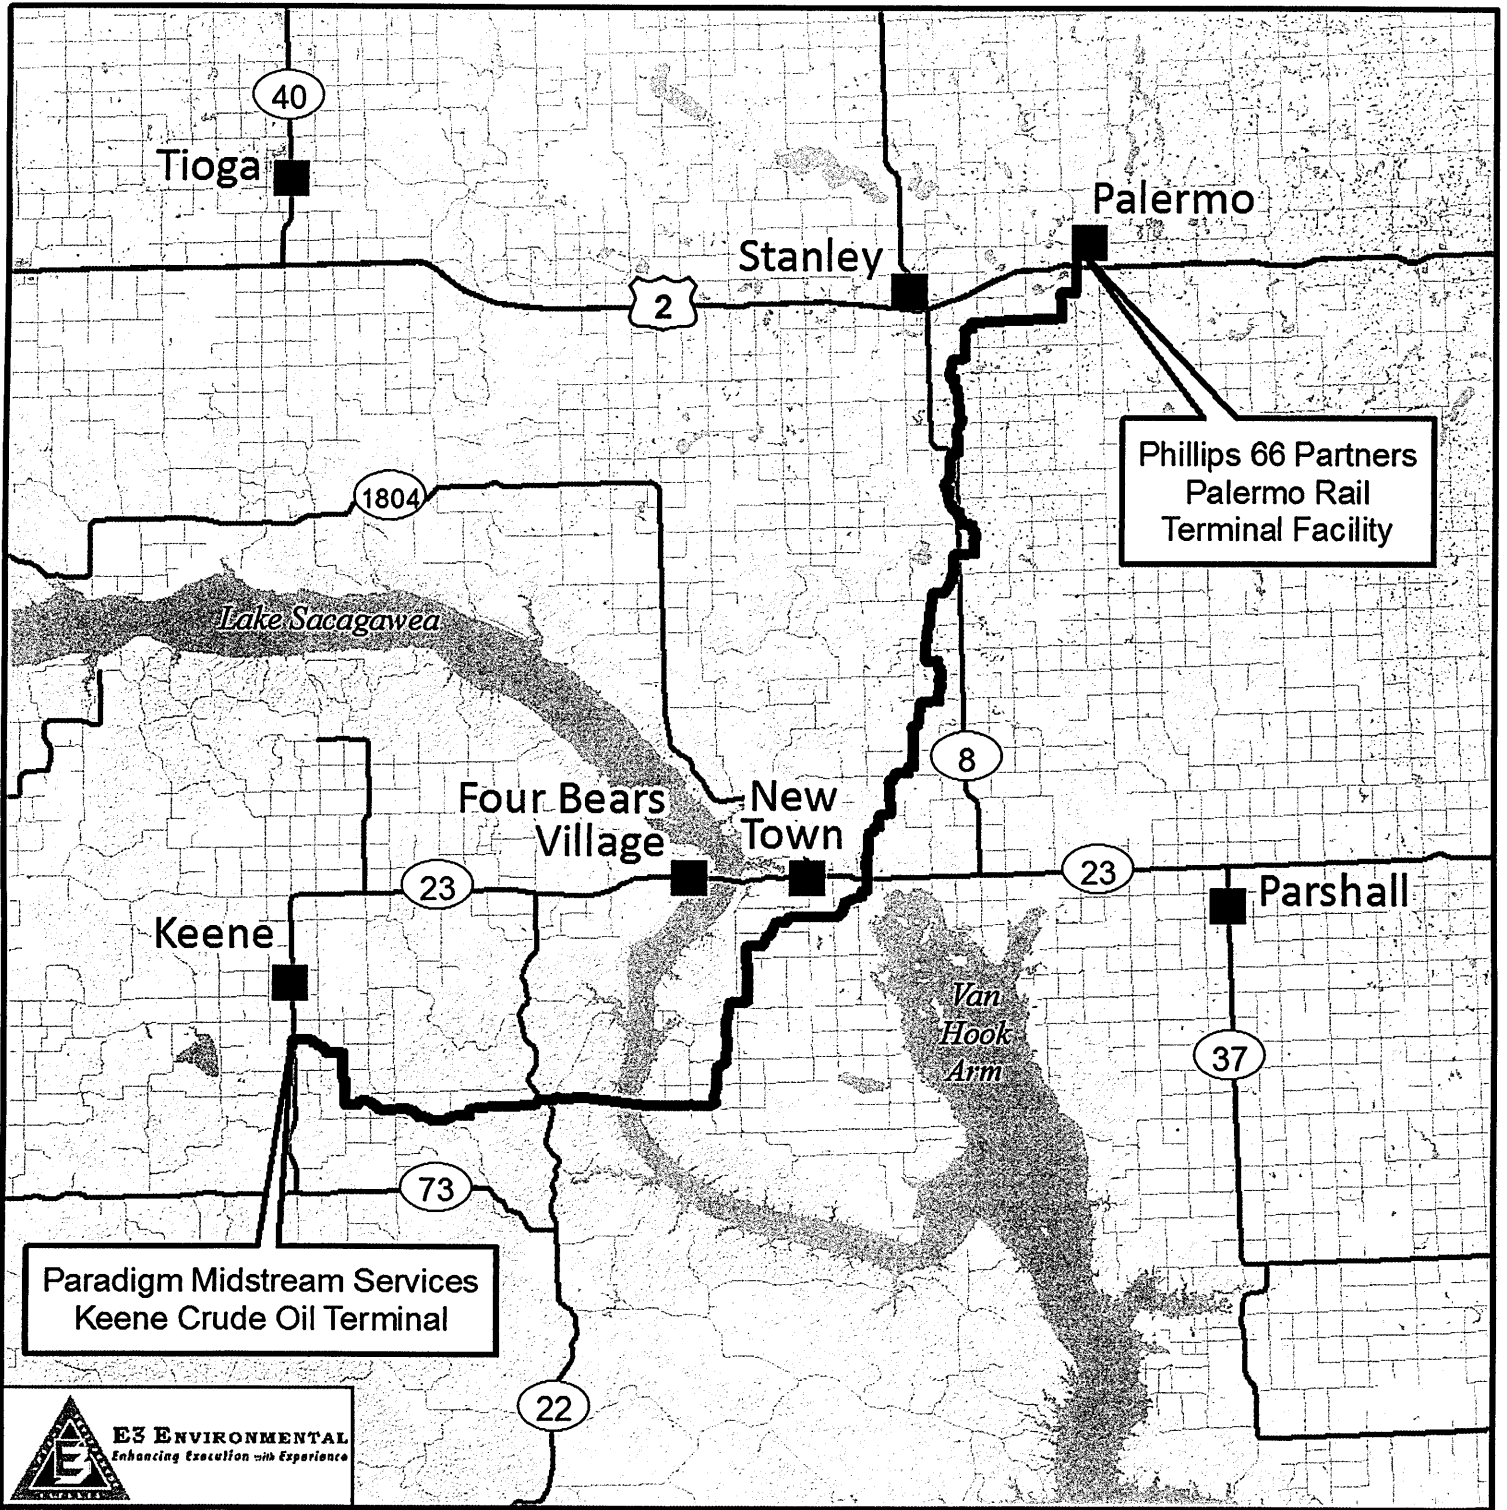 40
Tioga
Palermo
Stanley
2
Phillips 66 Partners
Palermo Rail
Terminal Facility
1804
Lake Sacagawea
8
Four Bears
Village
New
Town
23
23
Parshall
Keene
Van
Hook
Arm
37
73
Paradigm Midstream Services
Keene Crude Oil Terminal
22
E3
E3 ENVIRONMENTAL
Enhancing Execution with Experience